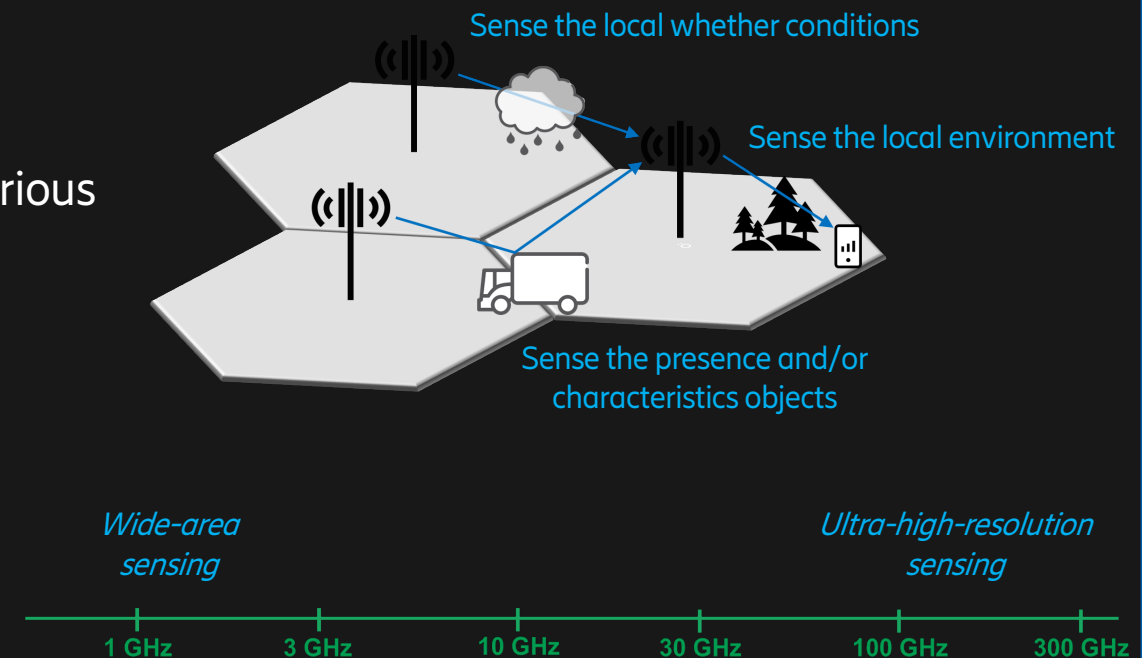 Sense the local whether conditions
Sense the local environment
rious
Sense the presence and/or
characteristics objects
Wide-area
sensing
Ultra-high-resolution
sensing
1 GHz
3 GHz
10 GHz
30 GHz
100 GHz
300 GHz